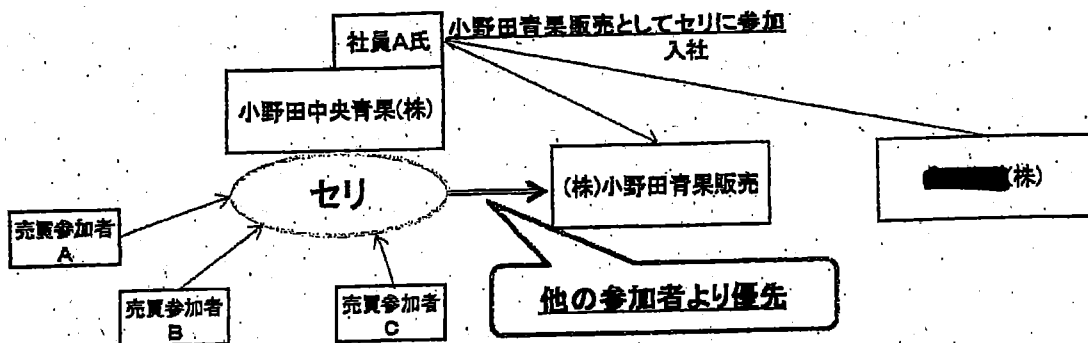 社員A氏
小野田青果販売としてセリに参加
入社
小野田中央青果(株)
セリ
(株)小野田青果販売
(株)
売買参加者
A
売買参加者
B
売買参加者
C
他の参加者より優先